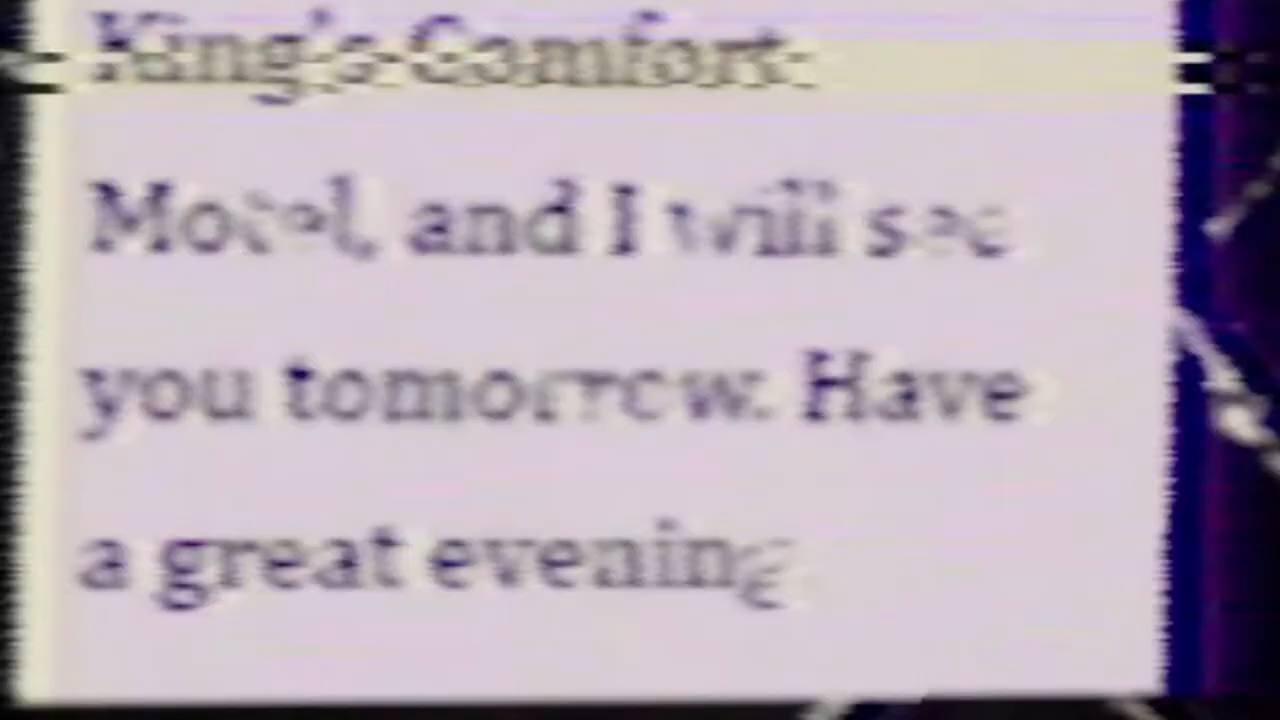 King's Comfort
Motel, and I will see
you tomorrow. Have
a great evening